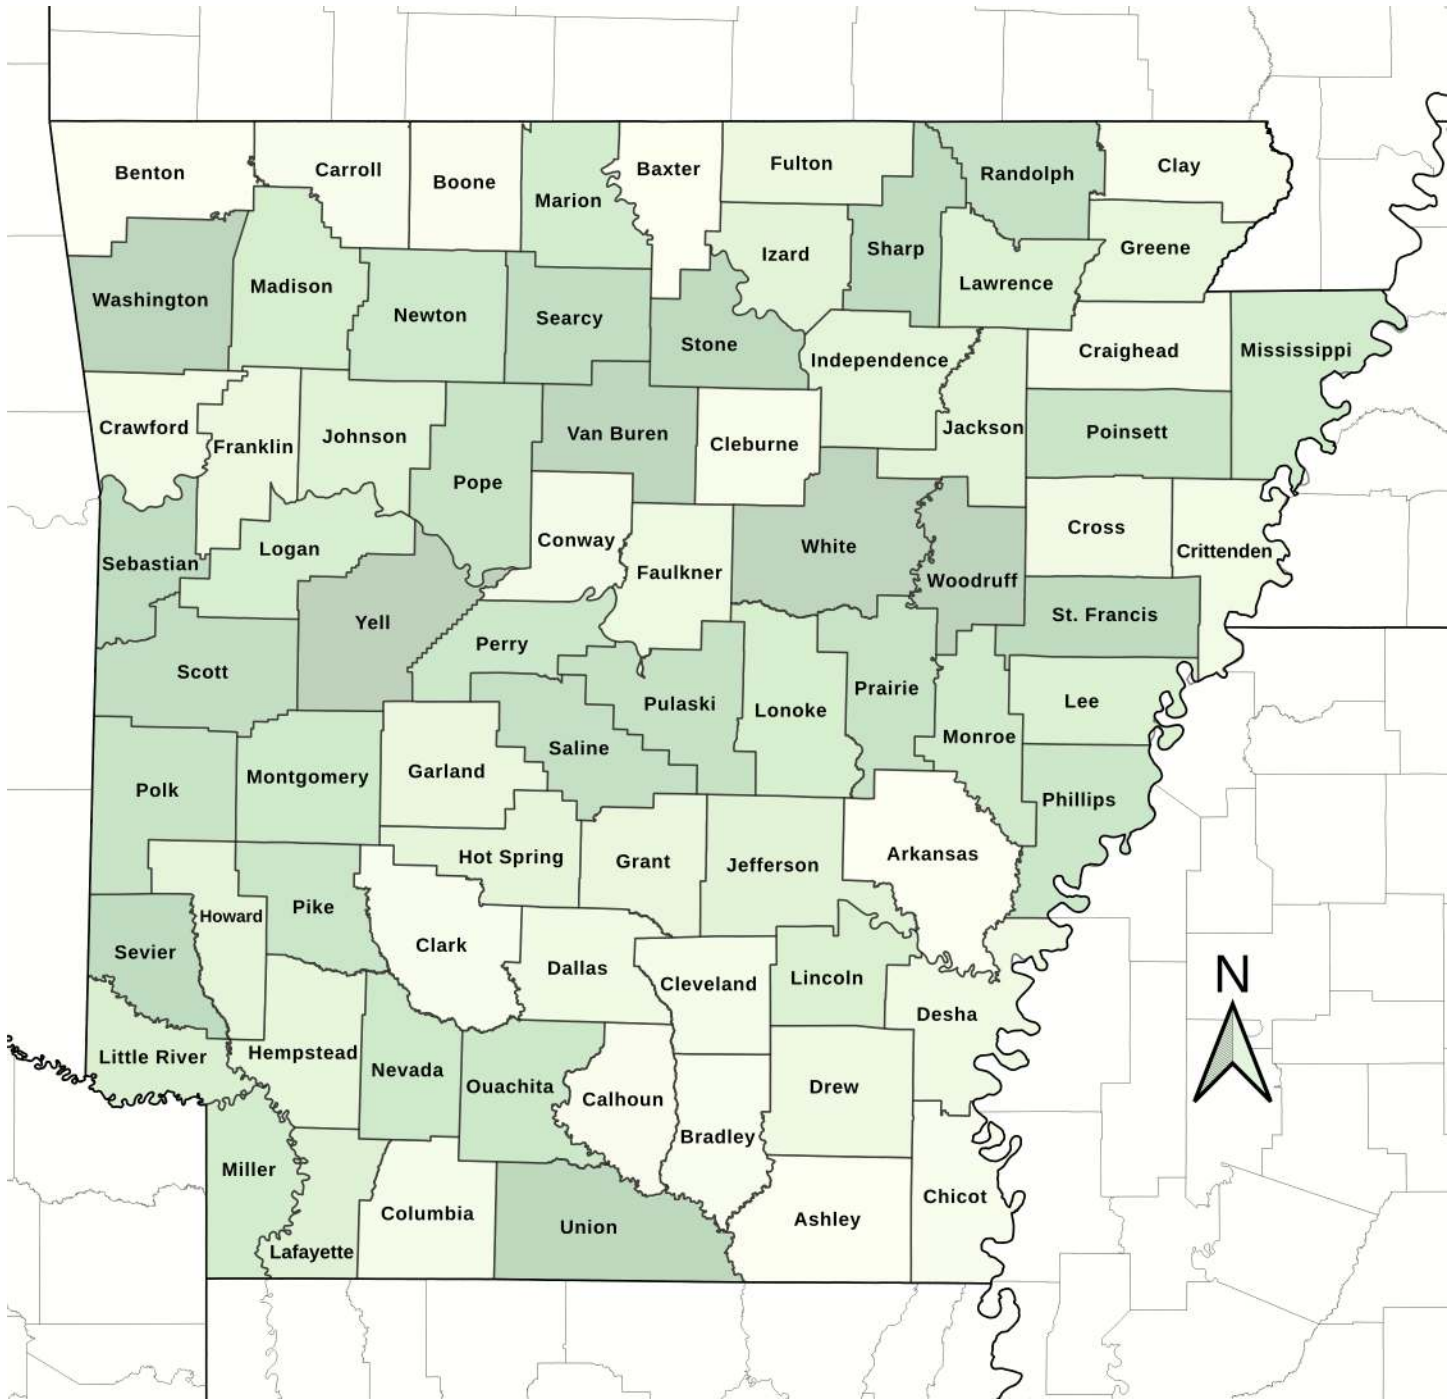 Benton
Carroll
Boone
Marion
Baxter
Fulton
Randolph
Clay
Sharp
Izard
Greene
Lawrence
Washington
Madison
Newton
Searcy
Stone
Independence
Craighead
Mississippi
Crawford
Franklin
Johnson
Pope
Van Buren
Cleburne
Jackson
Poinsett
Sebastian
Logan
Conway
Faulkner
White
Woodruff
Cross
Crittenden
Yell
Perry
St. Francis
Scott
Pulaski
Lonoke
Prairie
Monroe
Lee
Saline
Polk
Montgomery
Garland
Phillips
Hot Spring
Grant
Jefferson
Arkansas
Howard
Pike
Clark
Sevier
Dallas
Cleveland
Lincoln
Desha
N
Little River
Hempstead
Nevada
Ouachita
Calhoun
Drew
Bradley
Miller
Lafayette
Columbia
Union
Ashley
Chicot